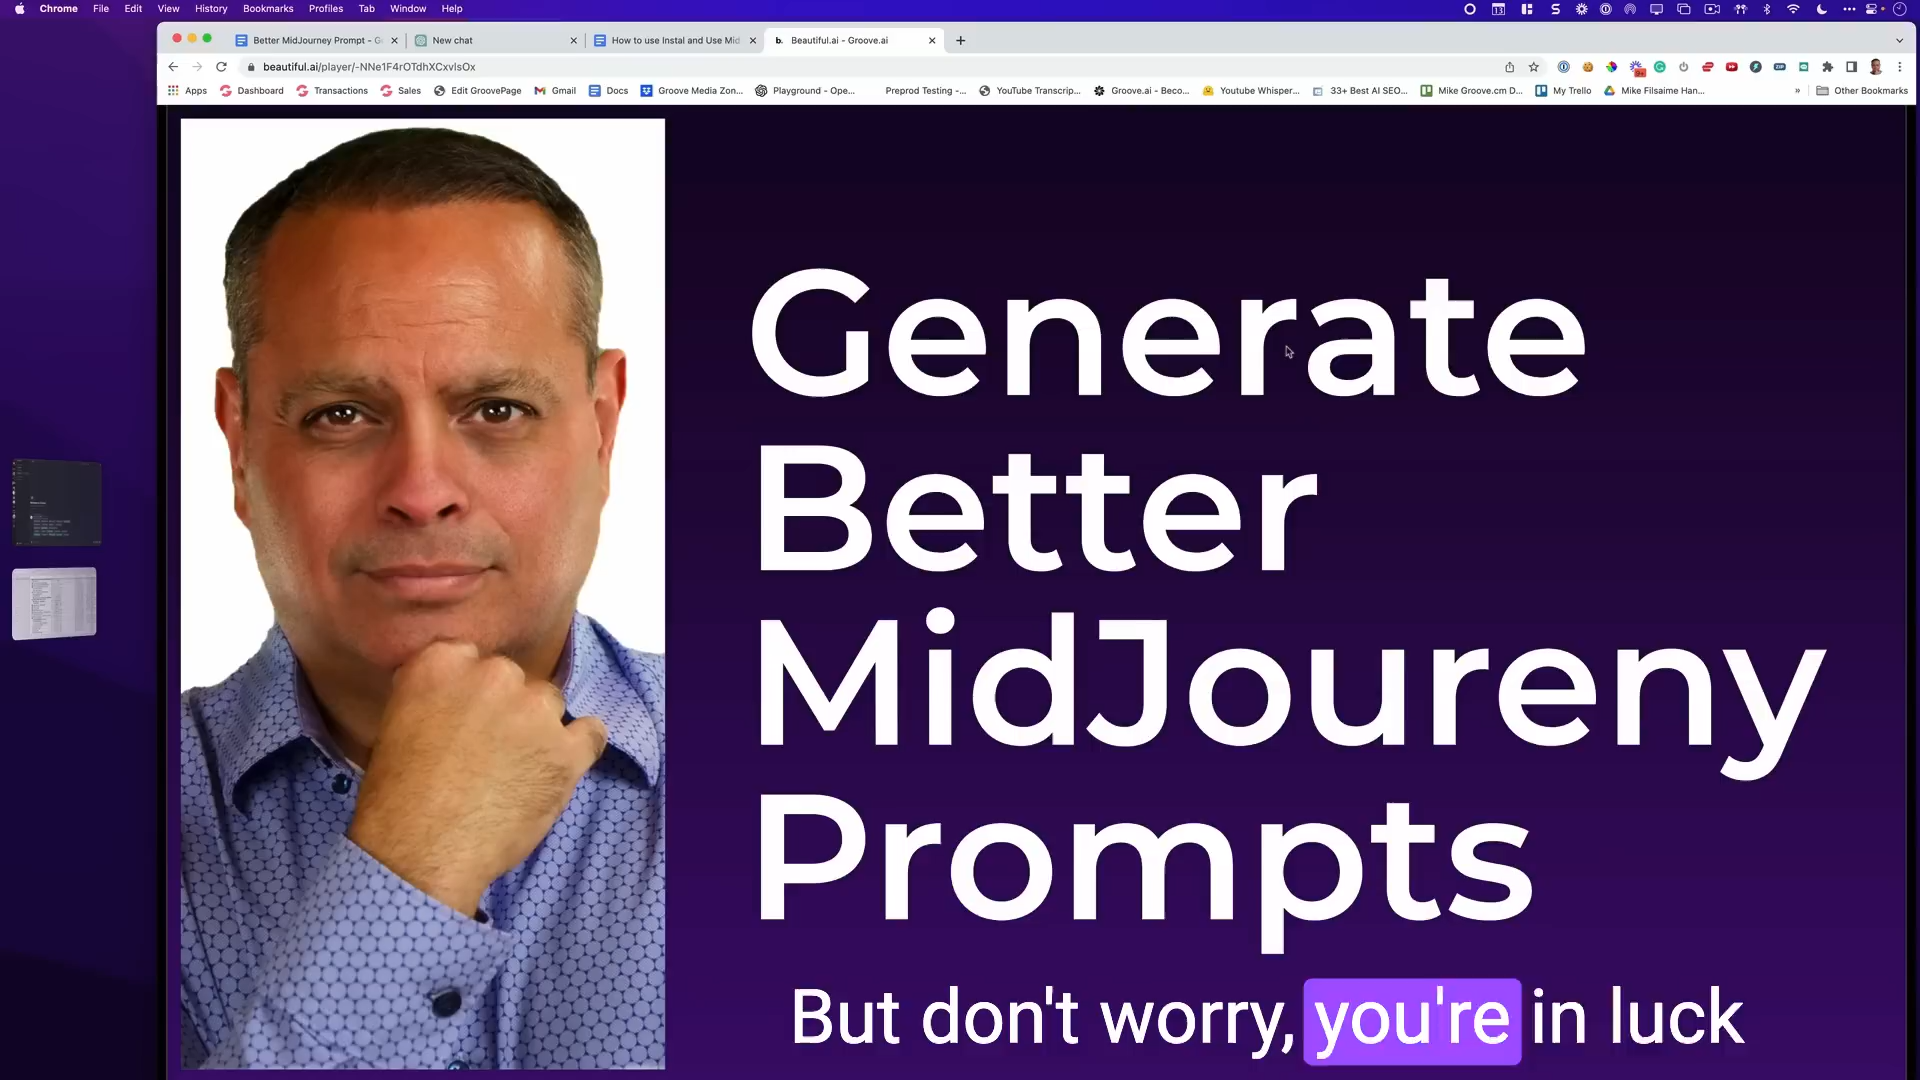 Chrome File Edit View History Bookmarks Profiles Tab Window Help
Better MidJourney Prompt - G
New chat
How to use Instal and Use Mid
b. Beautiful.ai - Groove.ai
beautiful.ai/player/-NNe1F4rOTdhXCxvIsOx
Apps Dashboard Transactions Sales Edit GroovePage Gmail Docs Groove Media Zon... Playground - Ope... Preprod Testing -... YouTube Transcrip... Groove.ai - Beco... Youtube Whisper... 33+ Best AI SEO... Mike Groove.cm D... My Trello Mike Filsaime Han... » Other Bookmarks
Generate
Better
MidJoureny
Prompts
But don't worry, you're in luck